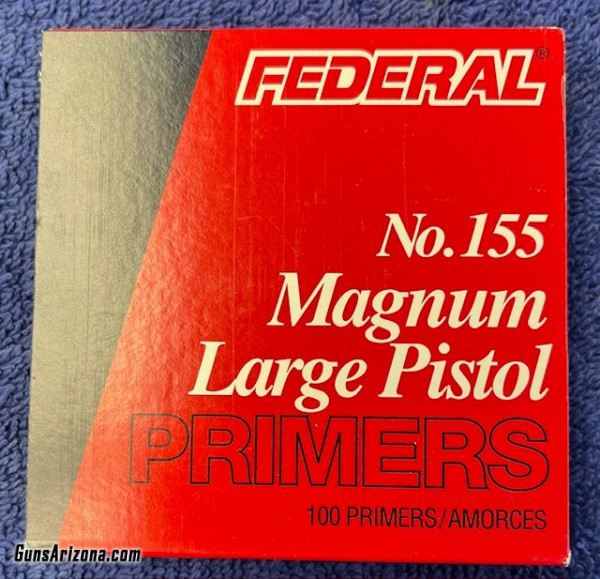 FEDERAL®
No. 155
Magnum
Large Pistol
PRIMERS
100 PRIMERS/AMORCES
GunsArizona.com